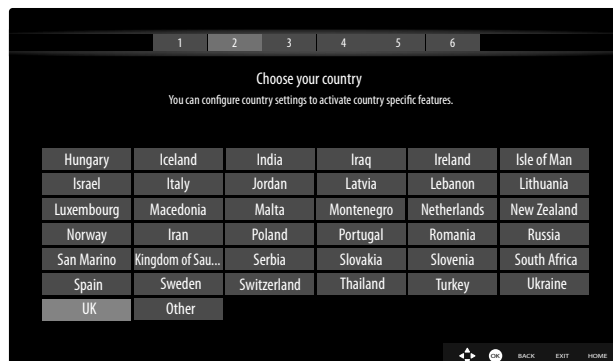 1 2 3 4 5 6
Choose your country
You can configure country settings to activate country specific features.
Hungary Iceland India Iraq Ireland Isle of Man
Israel Italy Jordan Latvia Lebanon Lithuania
Luxembourg Macedonia Malta Montenegro Netherlands New Zealand
Norway Iran Poland Portugal Romania Russia
San Marino Kingdom of Sau... Serbia Slovakia Slovenia South Africa
Spain Sweden Switzerland Thailand Turkey Ukraine
UK Other
OK BACK EXIT HOME